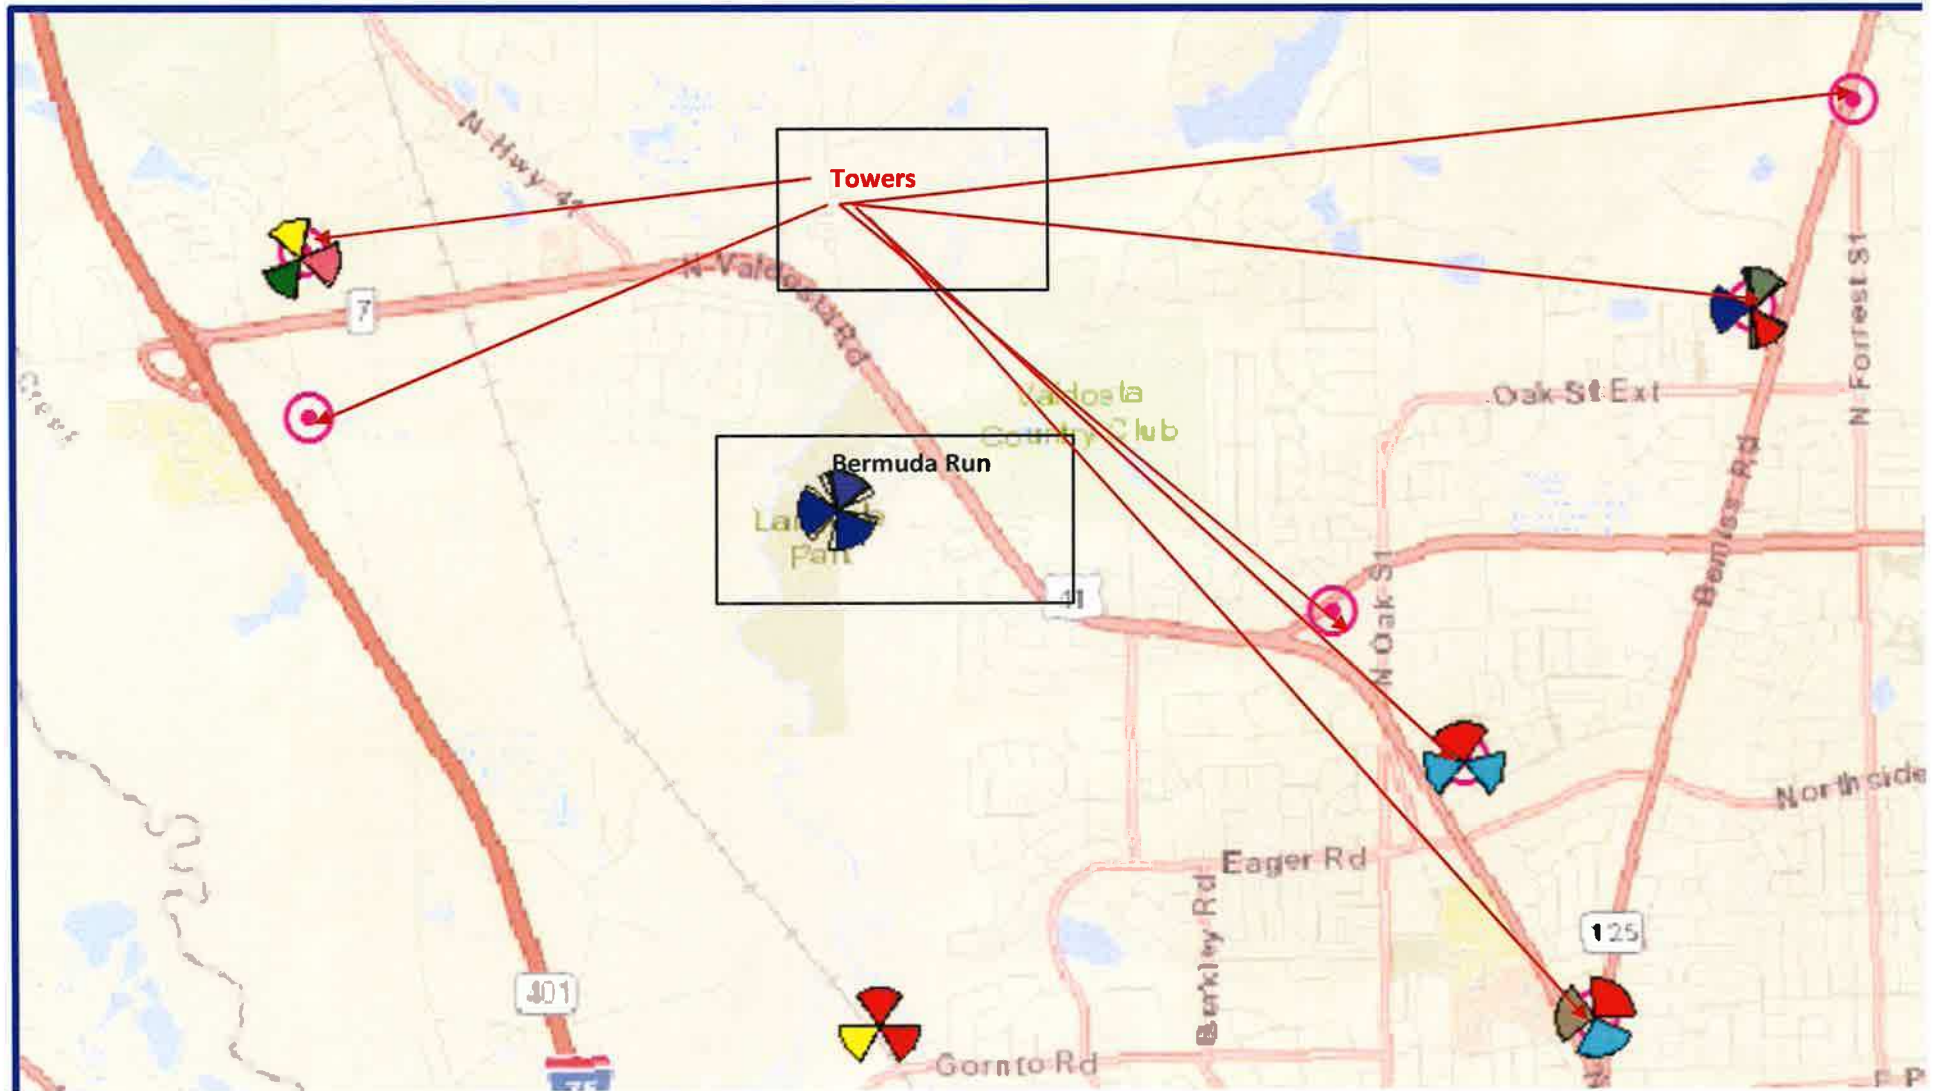 N Hwy 41
Towers
N Valdosta Rd
7
N Forrest St
Oak St Ext
Valdosta
Country Club
Bermuda Run
Park
41
N Oak St
Bemiss Rd
Northside
Eager Rd
Berkley Rd
125
401
Gornto Rd
75